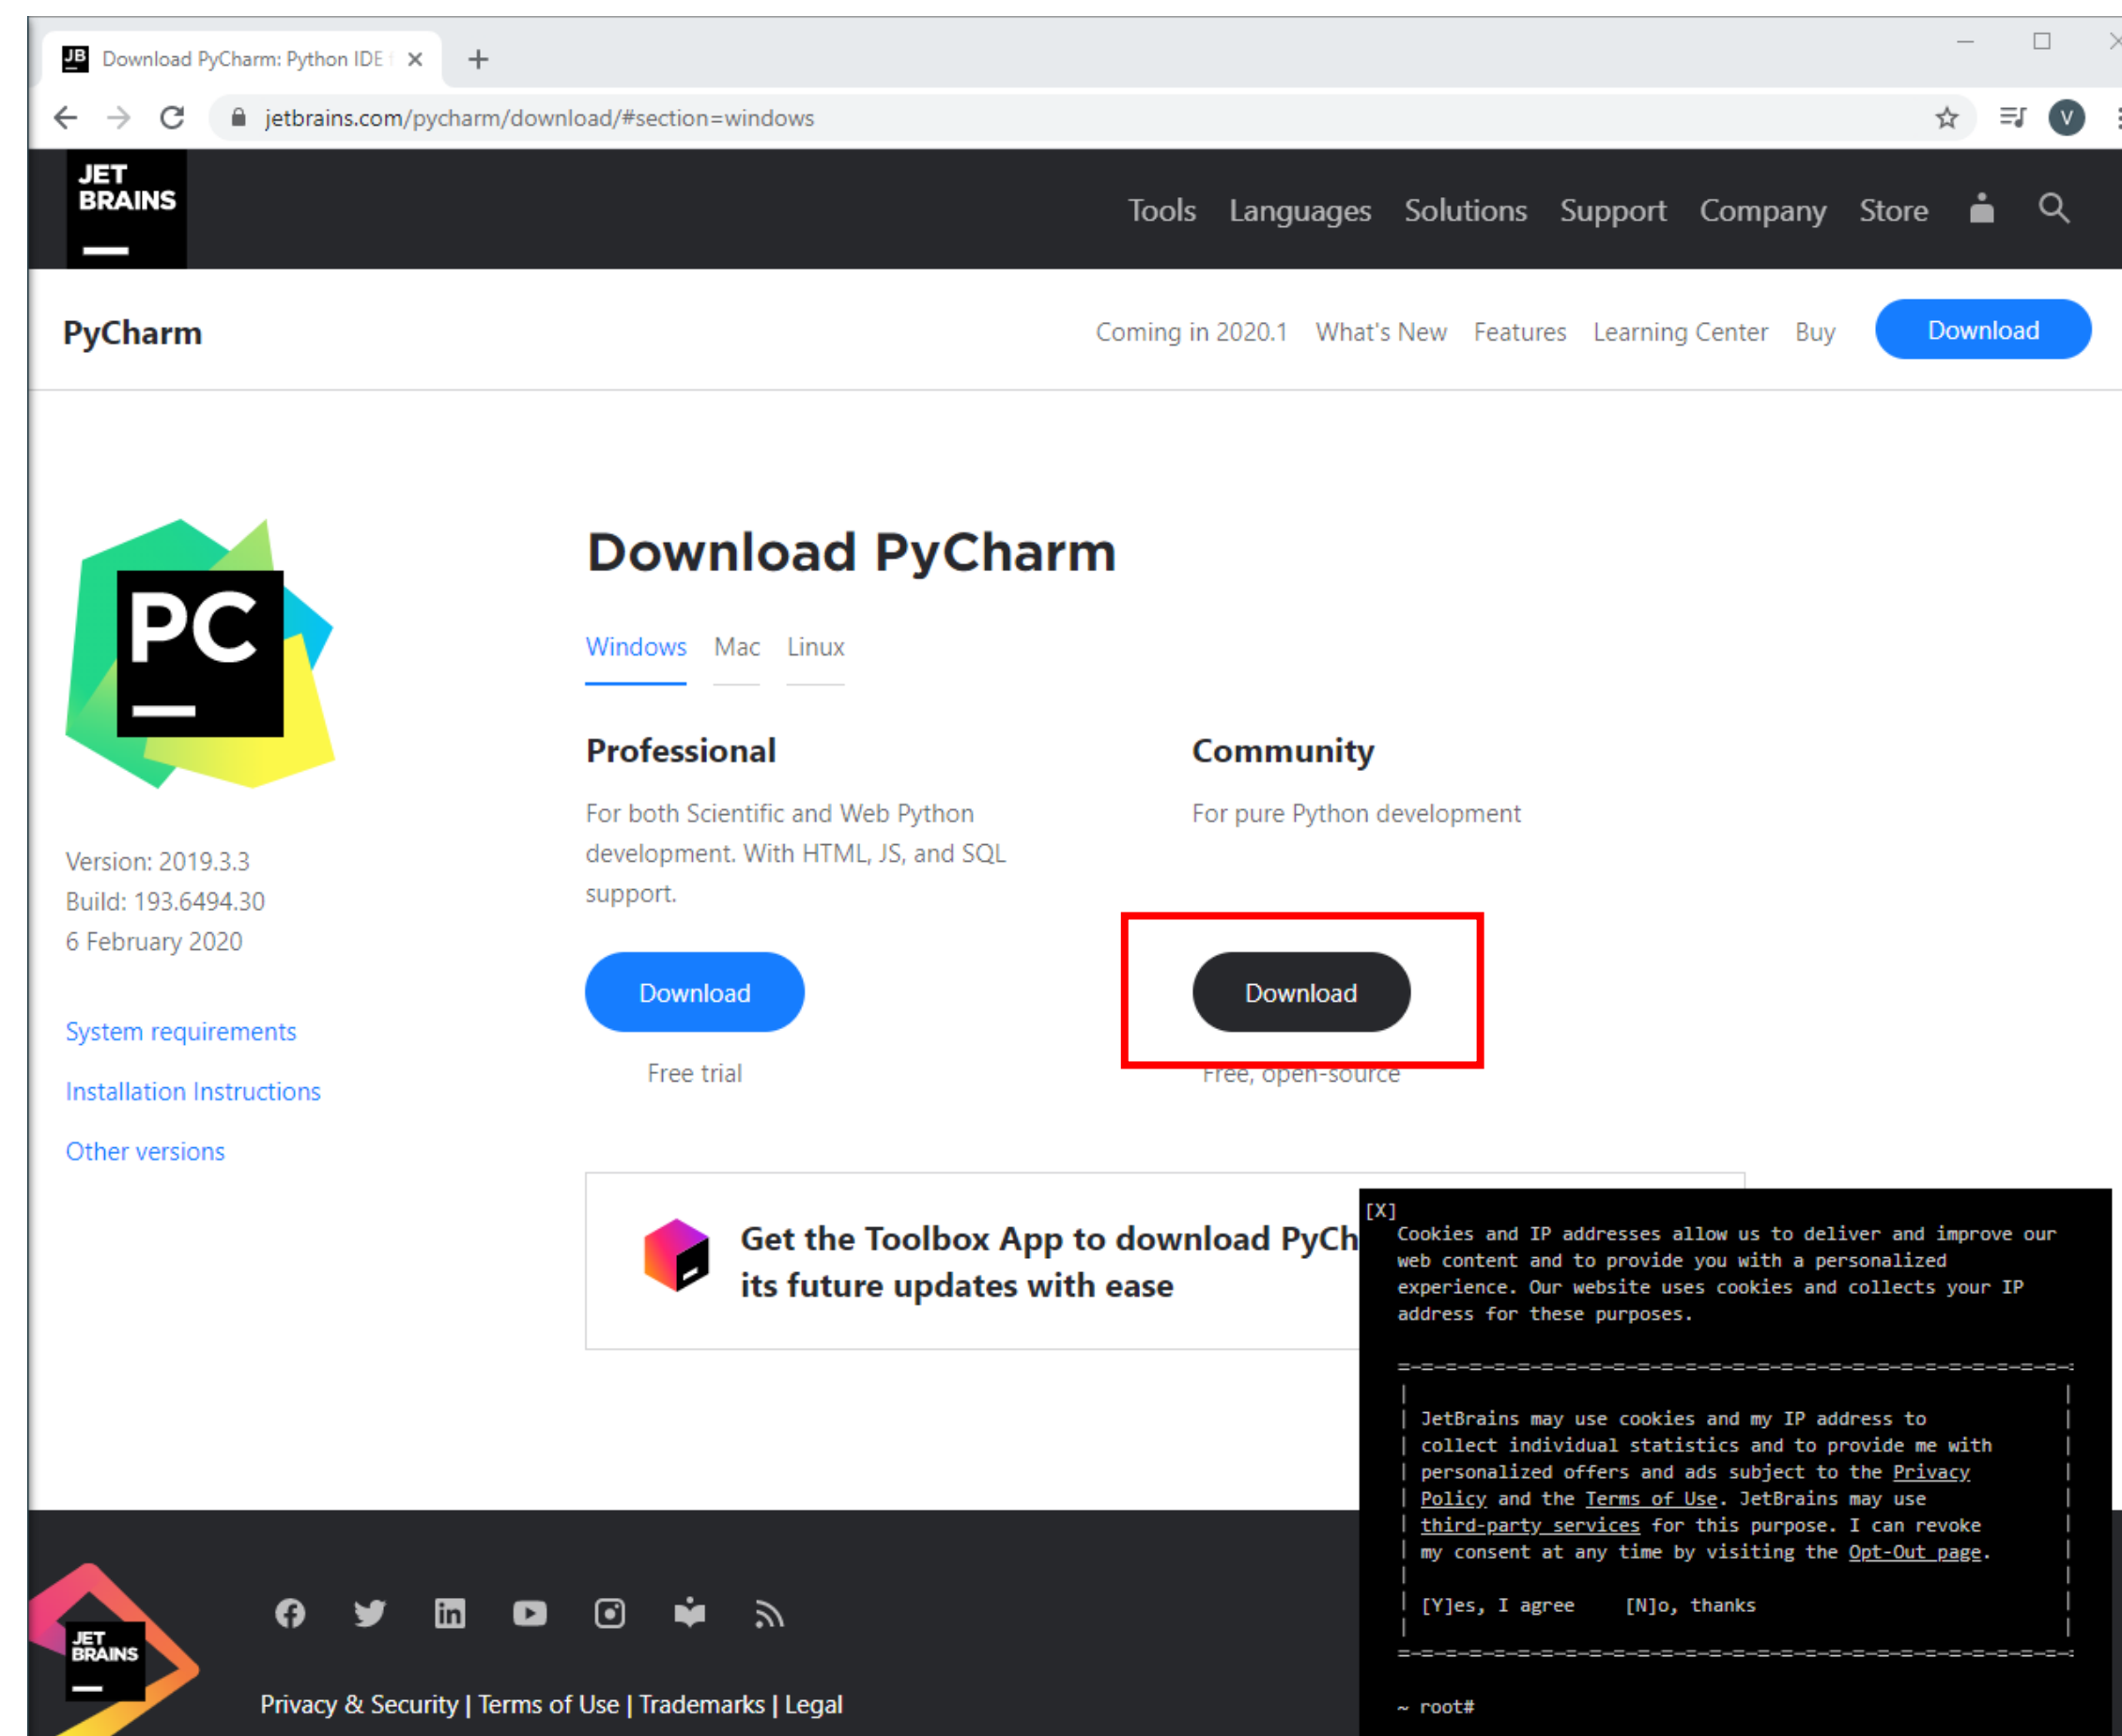 JB Download PyCharm: Python IDE f
jetbrains.com/pycharm/download/#section=windows
V
JET
BRAINS
Tools Languages Solutions Support Company Store
PyCharm
Coming in 2020.1 What's New Features Learning Center Buy Download
PC
Version: 2019.3.3
Build: 193.6494.30
6 February 2020
System requirements
Installation Instructions
Other versions
Download PyCharm
Windows Mac Linux
Professional
For both Scientific and Web Python
development. With HTML, JS, and SQL
support.
Download
Free trial
Community
For pure Python development
Download
Free, open-source
Get the Toolbox App to download PyCh
its future updates with ease
[X]
Cookies and IP addresses allow us to deliver and improve our
web content and to provide you with a personalized
experience. Our website uses cookies and collects your IP
address for these purposes.
JetBrains may use cookies and my IP address to
collect individual statistics and to provide me with
personalized offers and ads subject to the Privacy
Policy and the Terms of Use. JetBrains may use
third-party services for this purpose. I can revoke
my consent at any time by visiting the Opt-Out page.
[Y]es, I agree [N]o, thanks
~ root#
JET
BRAINS
in
Privacy & Security | Terms of Use | Trademarks | Legal